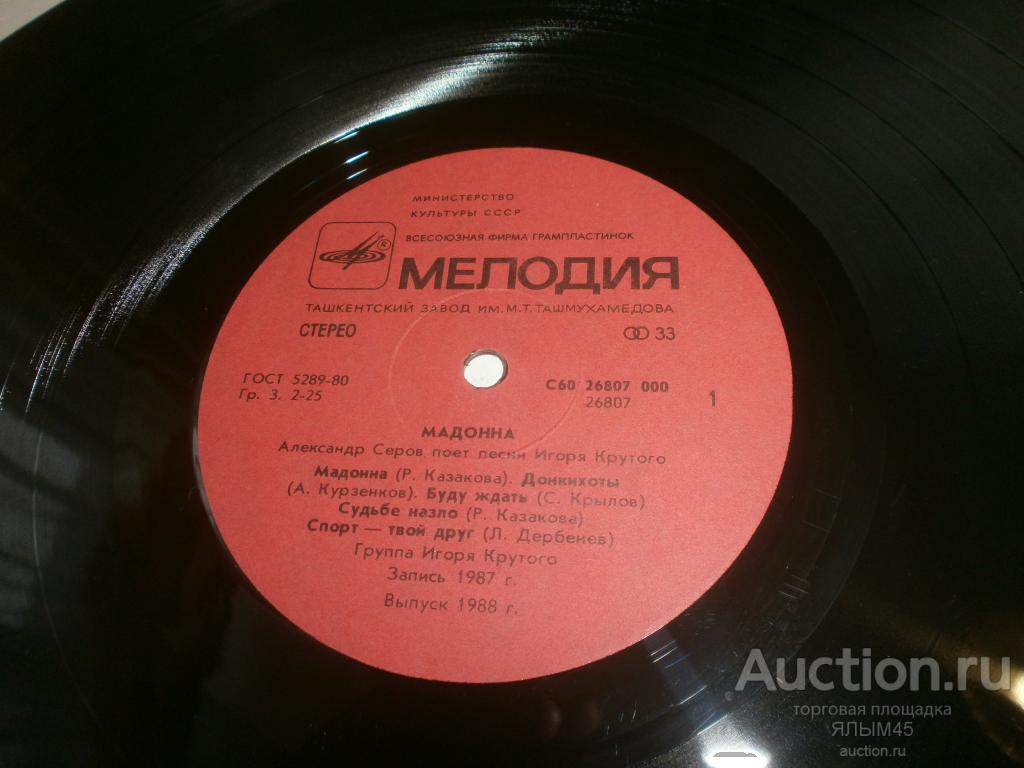 МИНИСТЕРСТВО
КУЛЬТУРЫ СССР
ВСЕСОЮЗНАЯ ФИРМА ГРАМПЛАСТИНОК
® МЕЛОДИЯ
ТАШКЕНТСКИЙ ЗАВОД ИМ. М. Т. ТАШМУХАМЕДОВА
СТЕРЕО 33
ГОСТ 5289-80
Гр. 3. 2-25
С60 26807 000
26807
1
МАДОННА
Александр Серов поет песни Игоря Крутого
Мадонна (Р. Казакова). Донкихоты
(А. Курзенков). Буду ждать (С. Крылов)
Судьбе назло (Р. Казакова)
Спорт — твой друг (Л. Дербенев)
Группа Игоря Крутого
Запись 1987 г.
Выпуск 1988 г.
Auction.ru
торговая площадка
ЯЛЫМ45
auction.ru